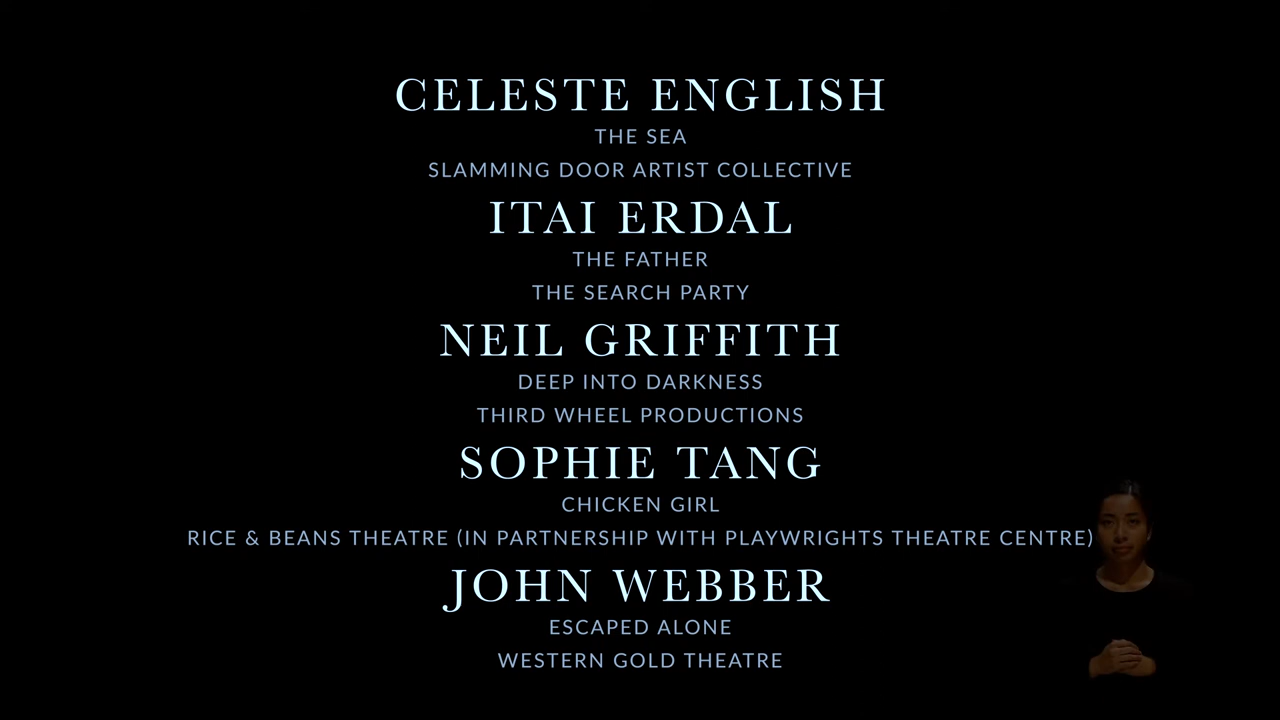 CELESTE ENGLISH
THE SEA
SLAMMING DOOR ARTIST COLLECTIVE
ITAI ERDAL
THE FATHER
THE SEARCH PARTY
NEIL GRIFFITH
DEEP INTO DARKNESS
THIRD WHEEL PRODUCTIONS
SOPHIE TANG
CHICKEN GIRL
RICE & BEANS THEATRE (IN PARTNERSHIP WITH PLAYWRIGHTS THEATRE CENTRE)
JOHN WEBBER
ESCAPED ALONE
WESTERN GOLD THEATRE